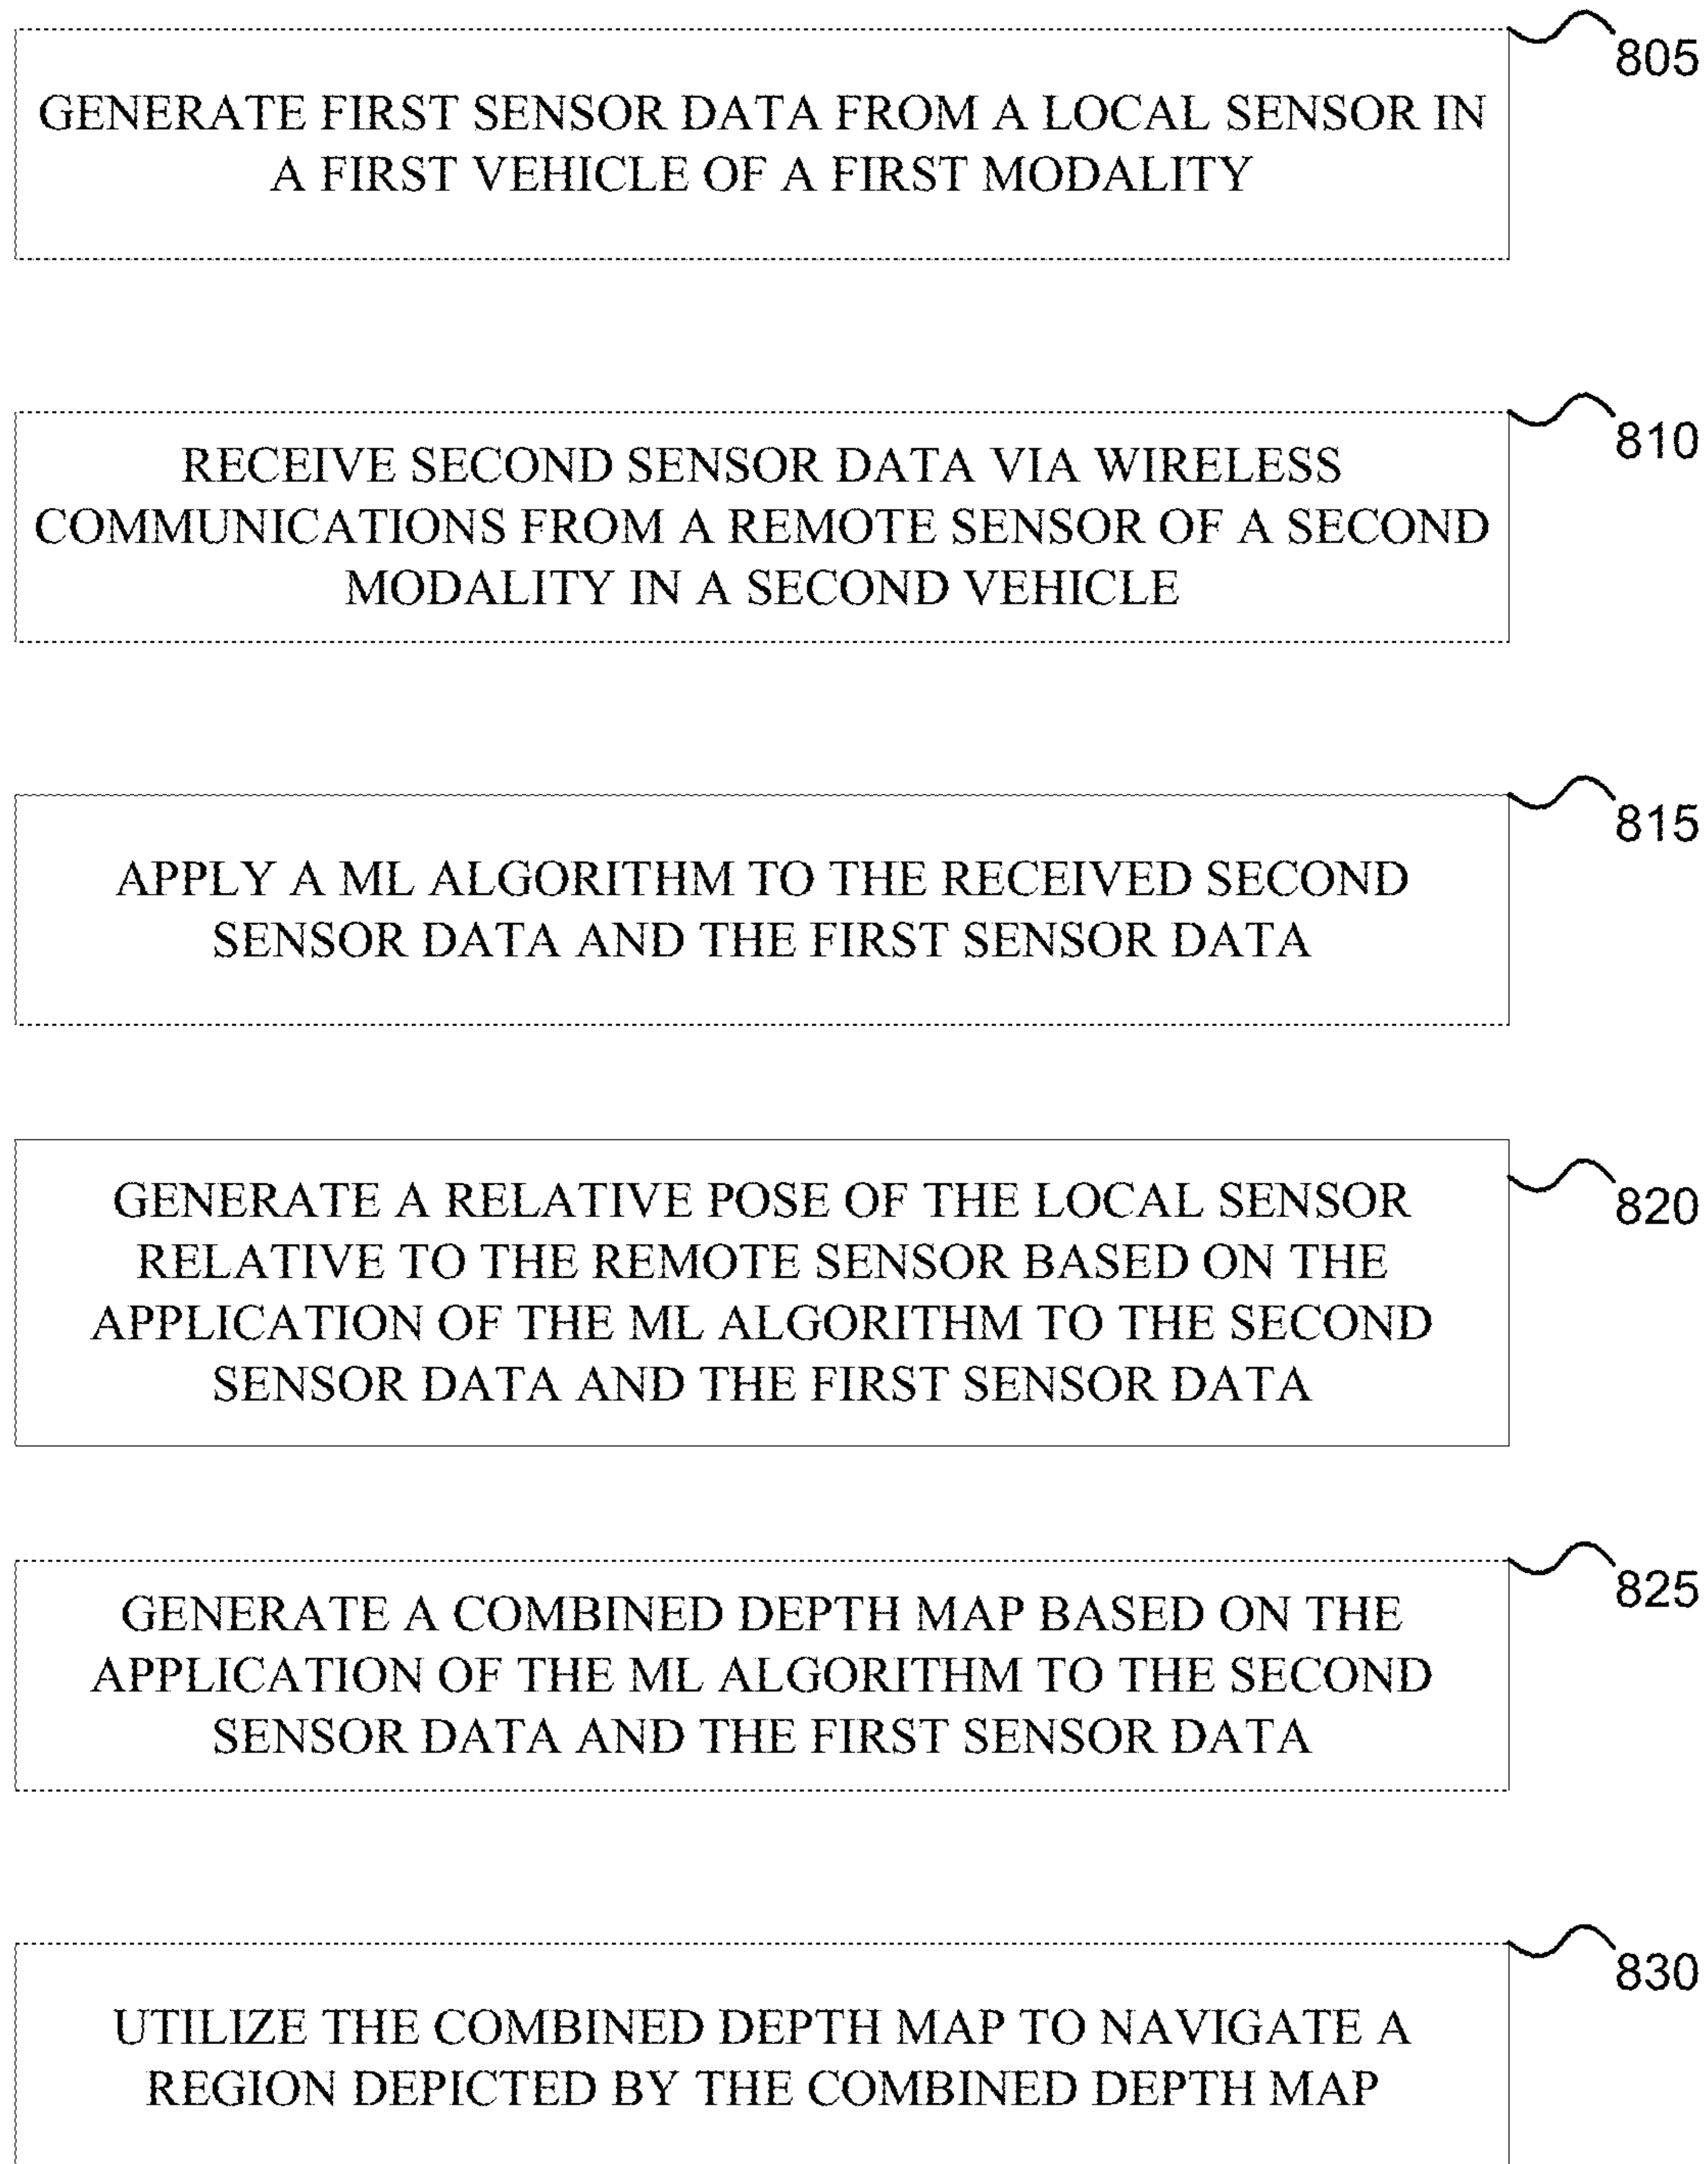 805
GENERATE FIRST SENSOR DATA FROM A LOCAL SENSOR IN
A FIRST VEHICLE OF A FIRST MODALITY
810
RECEIVE SECOND SENSOR DATA VIA WIRELESS
COMMUNICATIONS FROM A REMOTE SENSOR OF A SECOND
MODALITY IN A SECOND VEHICLE
815
APPLY A ML ALGORITHM TO THE RECEIVED SECOND
SENSOR DATA AND THE FIRST SENSOR DATA
820
GENERATE A RELATIVE POSE OF THE LOCAL SENSOR
RELATIVE TO THE REMOTE SENSOR BASED ON THE
APPLICATION OF THE ML ALGORITHM TO THE SECOND
SENSOR DATA AND THE FIRST SENSOR DATA
825
GENERATE A COMBINED DEPTH MAP BASED ON THE
APPLICATION OF THE ML ALGORITHM TO THE SECOND
SENSOR DATA AND THE FIRST SENSOR DATA
830
UTILIZE THE COMBINED DEPTH MAP TO NAVIGATE A
REGION DEPICTED BY THE COMBINED DEPTH MAP